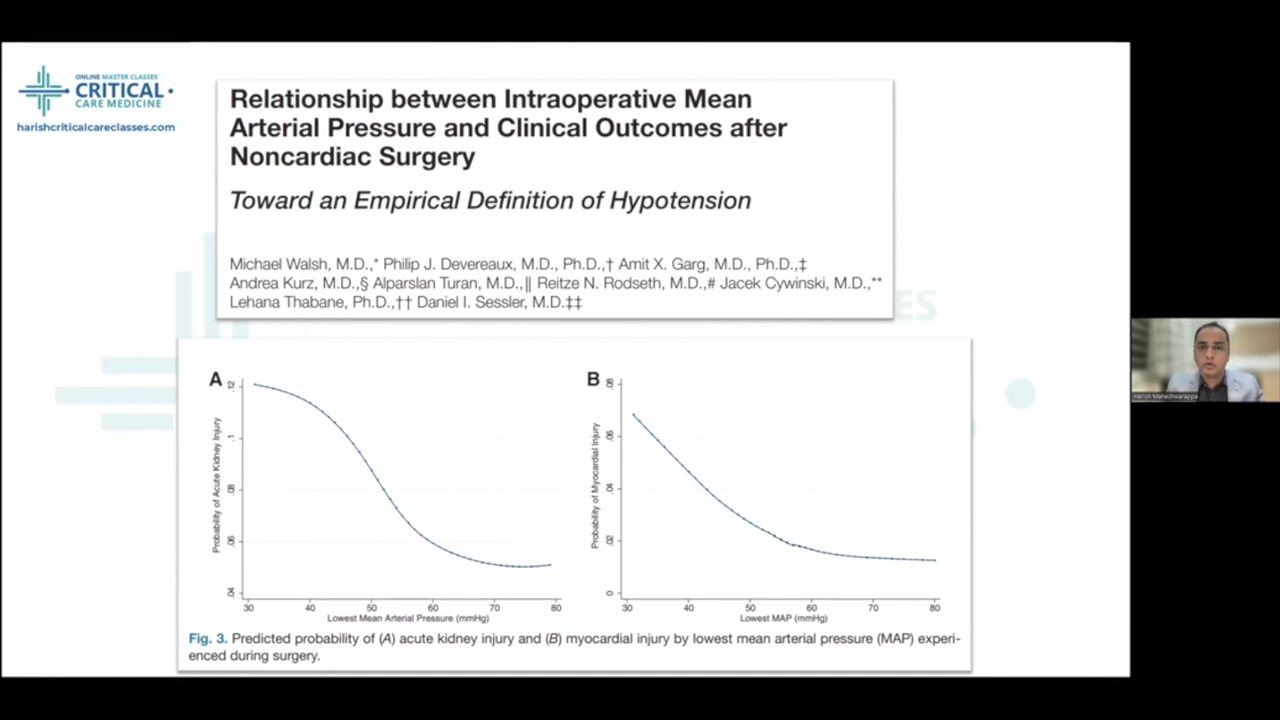 ONLINE MASTER CLASSES
CRITICAL
CARE MEDICINE
harishcriticalcareclasses.com
Relationship between Intraoperative Mean
Arterial Pressure and Clinical Outcomes after
Noncardiac Surgery
Toward an Empirical Definition of Hypotension
Michael Walsh, M.D.,* Philip J. Devereaux, M.D., Ph.D.,† Amit X. Garg, M.D., Ph.D.,‡
Andrea Kurz, M.D.,§ Alparslan Turan, M.D.,|| Reitze N. Rodseth, M.D.,# Jacek Cywinski, M.D.,**
Lehana Thabane, Ph.D.,†† Daniel I. Sessler, M.D.‡‡
ES
A
Probability of Acute Kidney Injury
.12
.1
.08
.06
.04
30 40 50 60 70 80
Lowest Mean Arterial Pressure (mmHg)
B
Probability of Myocardial Injury
.08
.06
.04
.02
0
30 40 50 60 70 80
Lowest MAP (mmHg)
Fig. 3. Predicted probability of (A) acute kidney injury and (B) myocardial injury by lowest mean arterial pressure (MAP) experi-
enced during surgery.
Harish Maheshwarappa